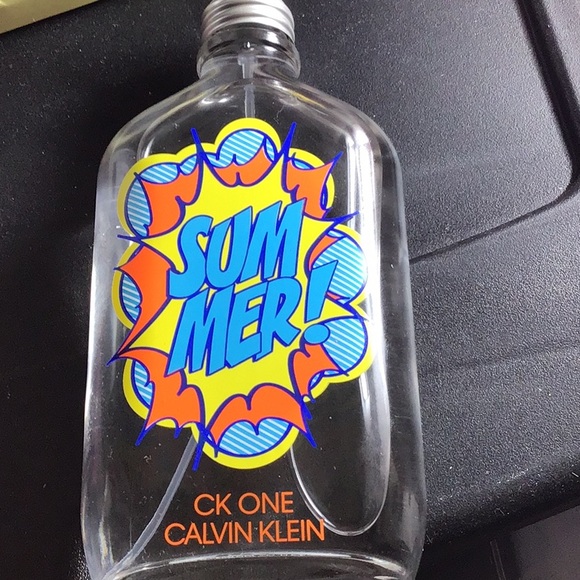 SUM
MER!
CK ONE
CALVIN KLEIN